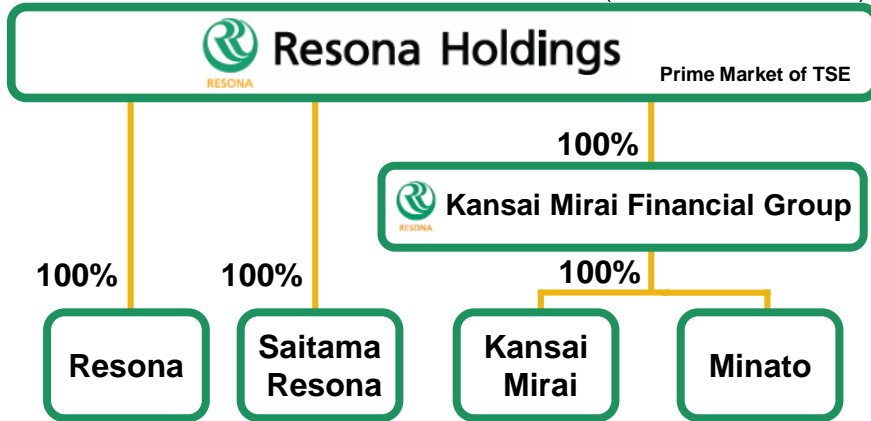 RESONA
Resona Holdings
Prime Market of TSE
100%
RESONA
Kansai Mirai Financial Group
100%
100%
100%
Resona
Saitama
Resona
Kansai
Mirai
Minato